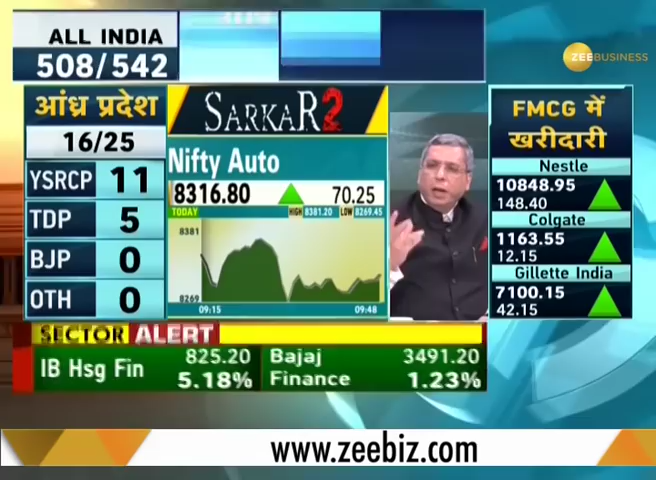 ALL INDIA
508/542
ZEE BUSINESS
आंध्र प्रदेश
16/25
YSRCP 11
TDP 5
BJP 0
OTH 0
SARKAR2
Nifty Auto
8316.80 70.25
TODAY HIGH 8381.20 LOW 8269.45
8381
8269
09:15 09:48
FMCG में
खरीदारी
Nestle
10848.95
148.40
Colgate
1163.55
12.15
Gillette India
7100.15
42.15
SECTOR ALERT
IB Hsg Fin 825.20
5.18%
Bajaj 3491.20
Finance 1.23%
www.zeebiz.com